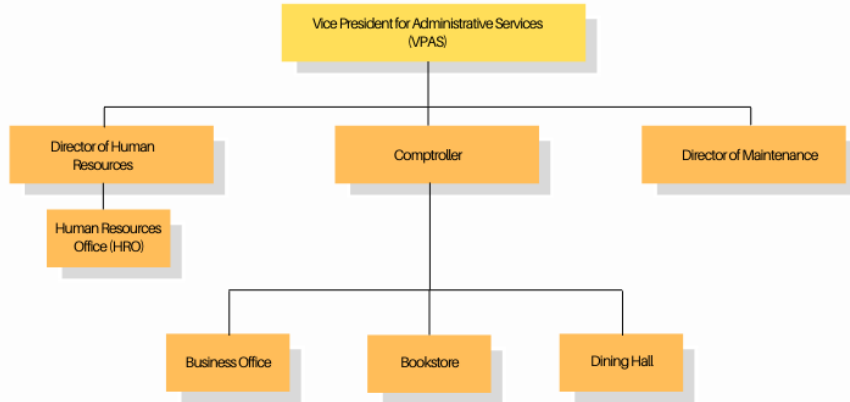 Vice President for Administrative Services
(VPAS)
Director of Human
Resources
Comptroller
Director of Maintenance
Human Resources
Office (HRO)
Business Office
Bookstore
Dining Hall